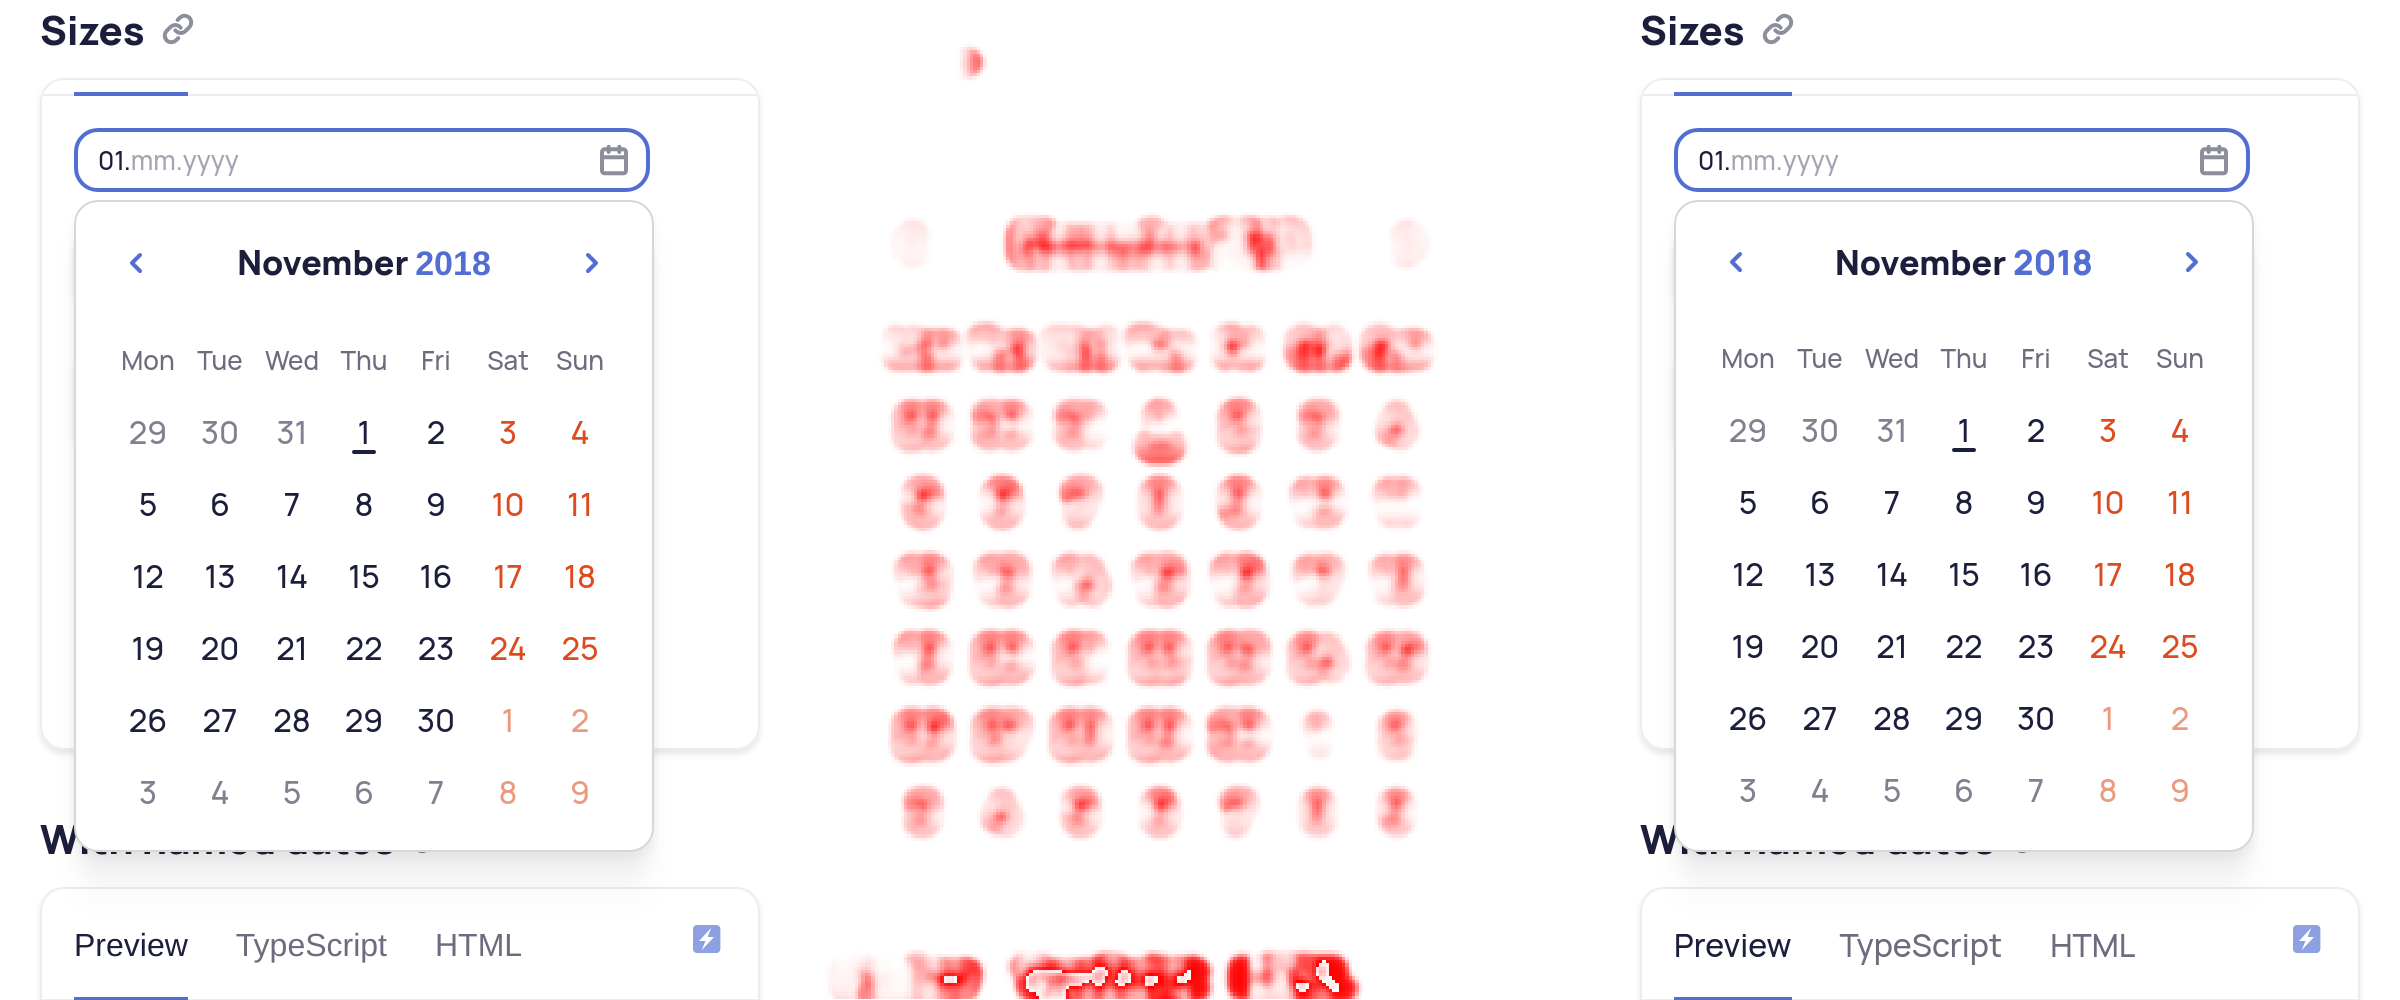 Sizes
01.mm.yyyy
November 2018
Mon Tue Wed Thu Fri Sat Sun
29 30 31 1 2 3 4
5 6 7 8 9 10 11
12 13 14 15 16 17 18
19 20 21 22 23 24 25
26 27 28 29 30 1 2
3 4 5 6 7 8 9
With named dates
Preview TypeScript HTML
Sizes
01.mm.yyyy
November 2018
Mon Tue Wed Thu Fri Sat Sun
29 30 31 1 2 3 4
5 6 7 8 9 10 11
12 13 14 15 16 17 18
19 20 21 22 23 24 25
26 27 28 29 30 1 2
3 4 5 6 7 8 9
With named dates
Preview TypeScript HTML